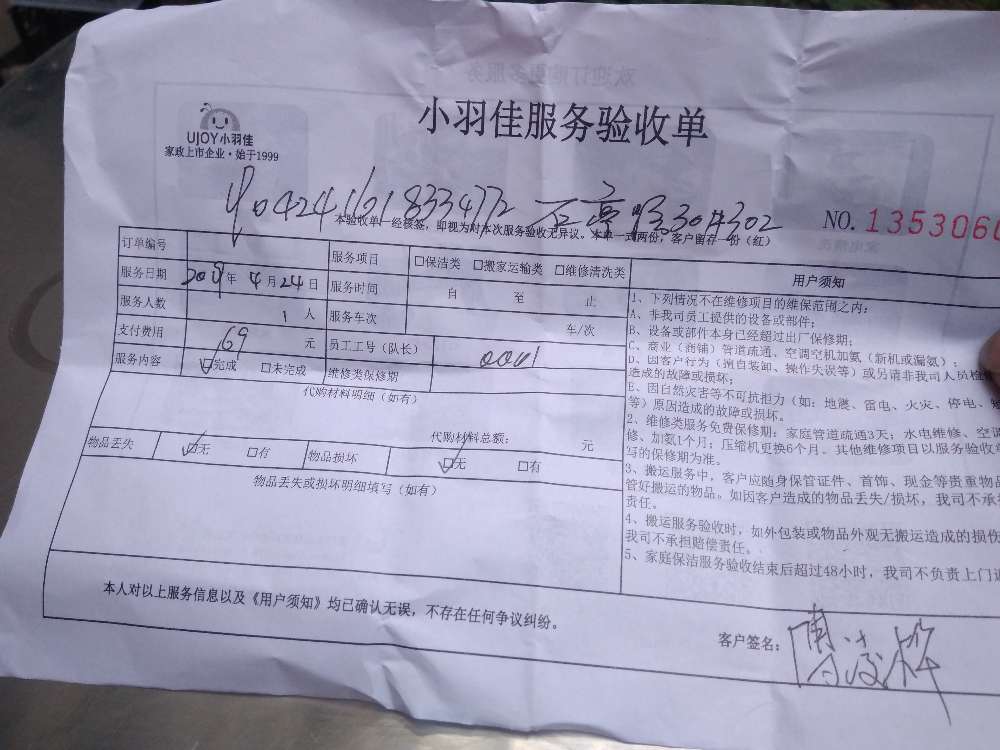 小羽佳服务验收单
UJOY小羽佳
家政上市企业·始于1999
0424161833472
30井302
NO.1353060
本验收单一经核签，即视为对本次服务验收无异议。本单一式两份，客户留存一份（红）
订单编号 服务项目 □保洁类 □搬家运输类 □维修清洗类
服务日期 年 4月24日 服务时间 自 至 止
服务人数 1人 服务车次 车/次
支付费用 169元 员工工号（队长） 0001
服务内容 ☑完成 □未完成 维修类保修期
代购材料明细（如有）
代购材料总额： 元
物品丢失 ☑无 □有 物品损坏 ☑无 □有
物品丢失或损坏明细填写（如有）
用户须知
1、下列情况不在维修项目的维保范围之内：
A、非我司员工提供的设备或部件；
B、设备或部件本身已经超过出厂保修期；
C、商业（商铺）管道疏通、空调空机加氨（新机或漏氨）；
D、因客户行为（擅自装卸、操作失误等）或另请非我司人员检
造成的故障或损坏；
E、因自然灾害等不可抗拒力（如：地震、雷电、火灾、停电、
等）原因造成的故障或损坏。
2、维修类服务免费保修期：家庭管道疏通3天；水电维修、空调
修、加氨1个月；压缩机更换6个月。其他维修项目以服务验收
写的保修期为准。
3、搬运服务中，客户应随身保管证件、首饰、现金等贵重物品
管好搬运的物品。如因客户造成的物品丢失/损坏，我司不承
责任。
4、搬运服务验收时，如外包装或物品外观无搬运造成的损伤
我司不承担赔偿责任。
5、家庭保洁服务验收结束后超过48小时，我司不负责上门
本人对以上服务信息以及《用户须知》均已确认无误，不存在任何争议纠纷。
客户签名：